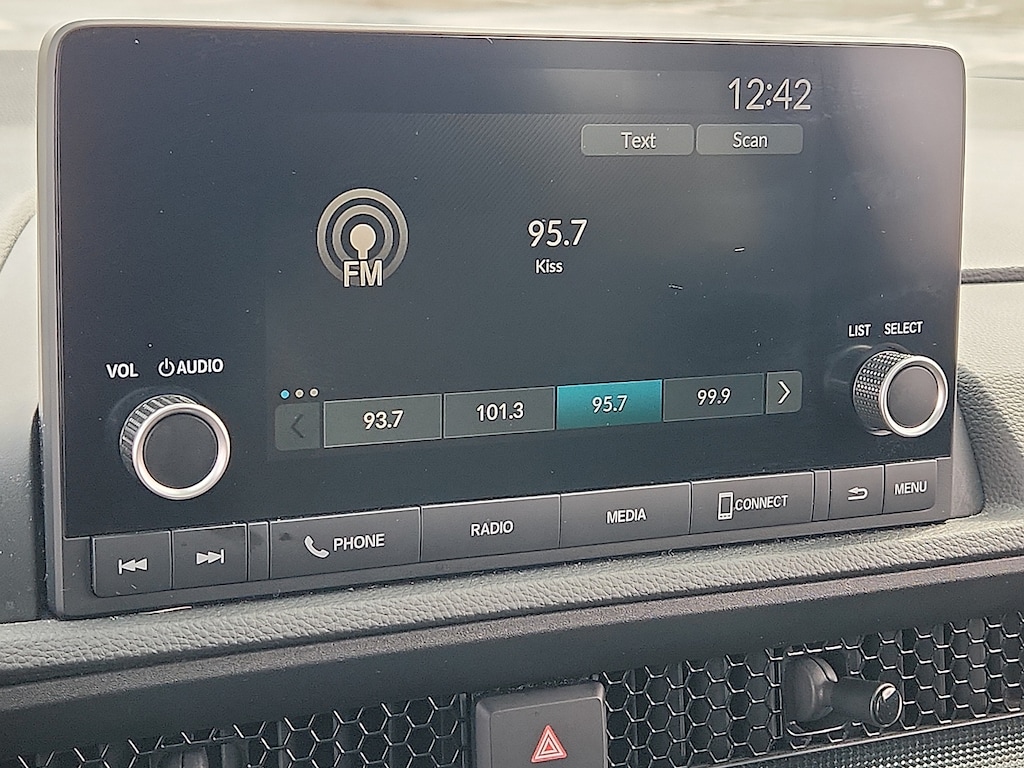 12:42
Text Scan
95.7
Kiss
FM
LIST SELECT
VOL AUDIO
93.7 101.3 95.7 99.9
PHONE RADIO MEDIA CONNECT MENU